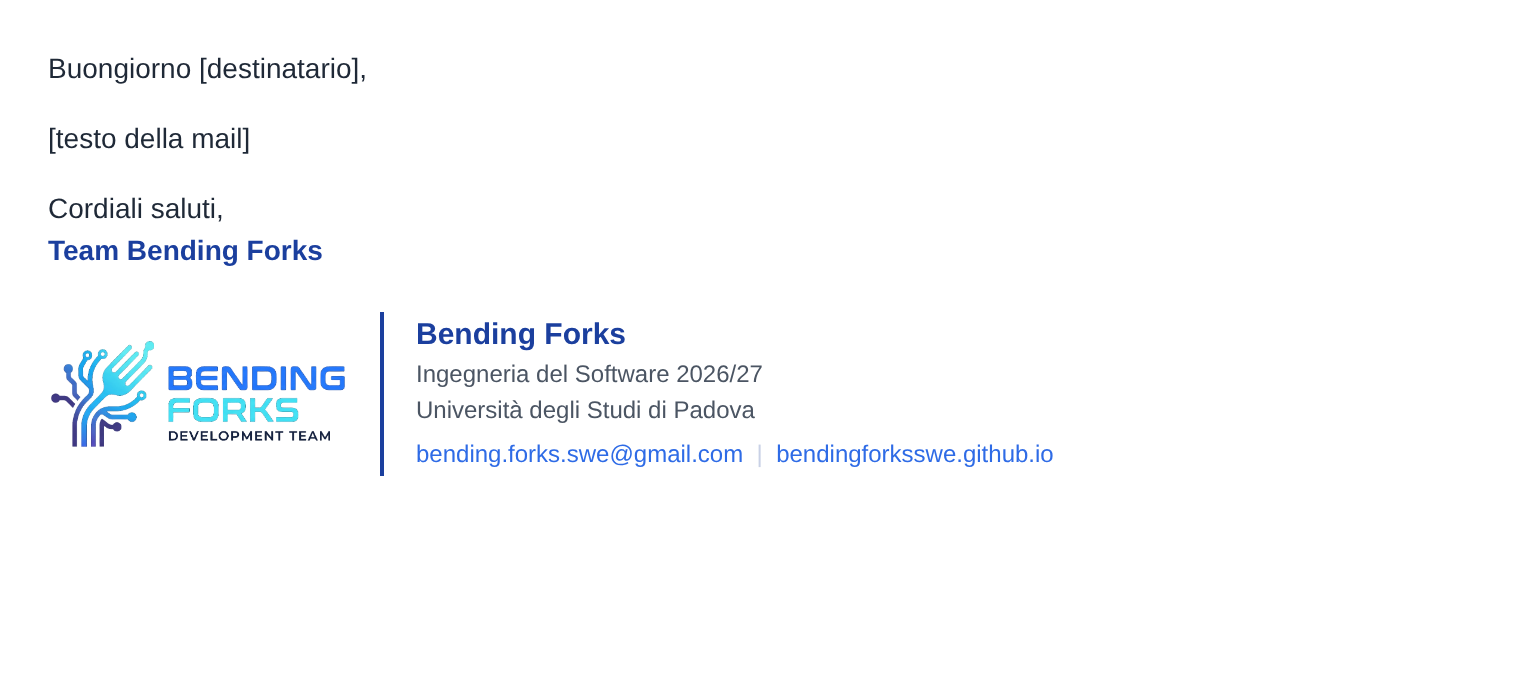 Buongiorno [destinatario],
[testo della mail]
Cordiali saluti,
Team Bending Forks
BENDING
FORKS
DEVELOPMENT TEAM
Bending Forks
Ingegneria del Software 2026/27
Università degli Studi di Padova
bending.forks.swe@gmail.com | bendingforksswe.github.io